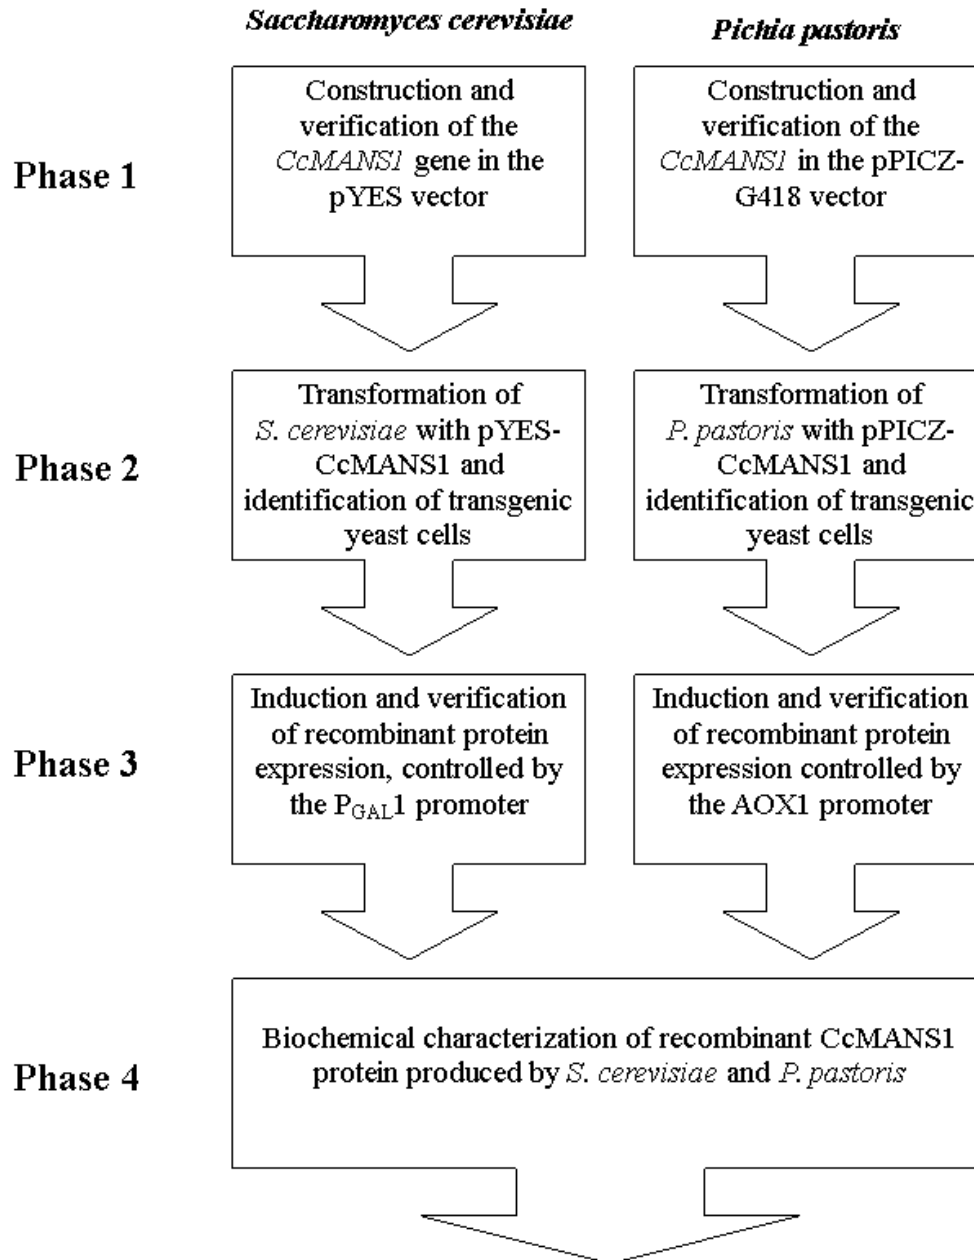 Saccharomyces cerevisiae
Pichia pastoris
Phase 1
Construction and
verification of the
CcMANS1 gene in the
pYES vector
Construction and
verification of the
CcMANS1 in the pPICZ-
G418 vector
Phase 2
Transformation of
S. cerevisiae with pYES-
CcMANS1 and
identification of transgenic
yeast cells
Transformation of
P. pastoris with pPICZ-
CcMANS1 and
identification of transgenic
yeast cells
Phase 3
Induction and verification
of recombinant protein
expression, controlled by
the PGAL1 promoter
Induction and verification
of recombinant protein
expression controlled by
the AOX1 promoter
Phase 4
Biochemical characterization of recombinant CcMANS1
protein produced by S. cerevisiae and P. pastoris